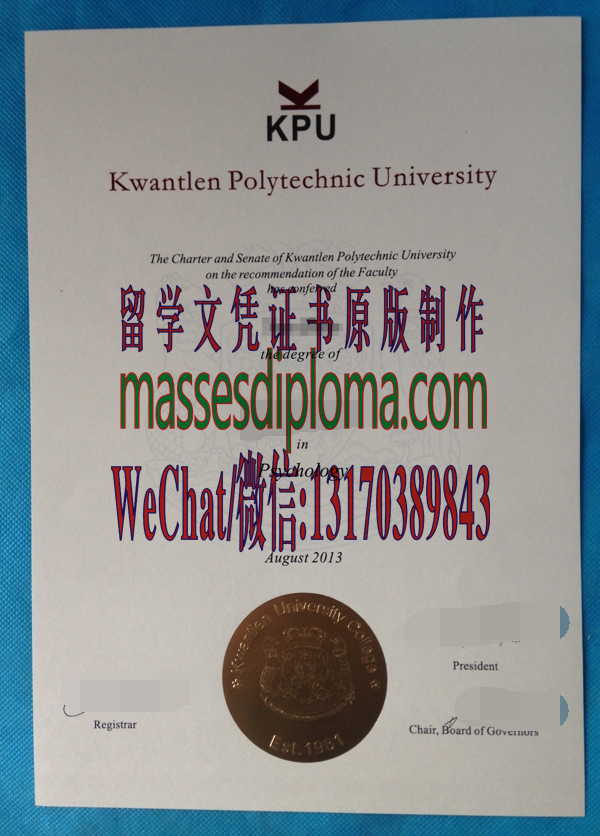 KPU
Kwantlen Polytechnic University
The Charter and Senate of Kwantlen Polytechnic University
on the recommendation of the Faculty
has conferred
留学文凭证书原版制作
the degree of
massesdiploma.com
in
Psychology
WeChat/微信:13170389843
August 2013
* Kwantlen University College *
Est.1981
President
Registrar
Chair, Board of Governors